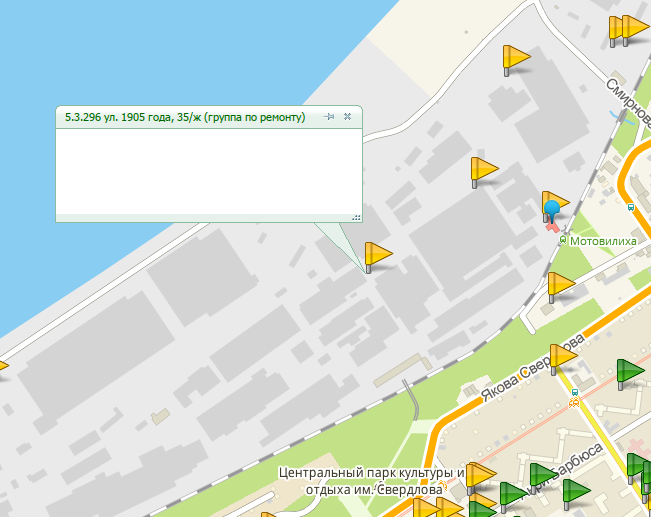 Смирнова
5.3.296 ул. 1905 года, 35/ж (группа по ремонту)
Мотовилиха
Якова Свердлова
Центральный парк культуры и
отдыха им. Свердлова
Барбюса